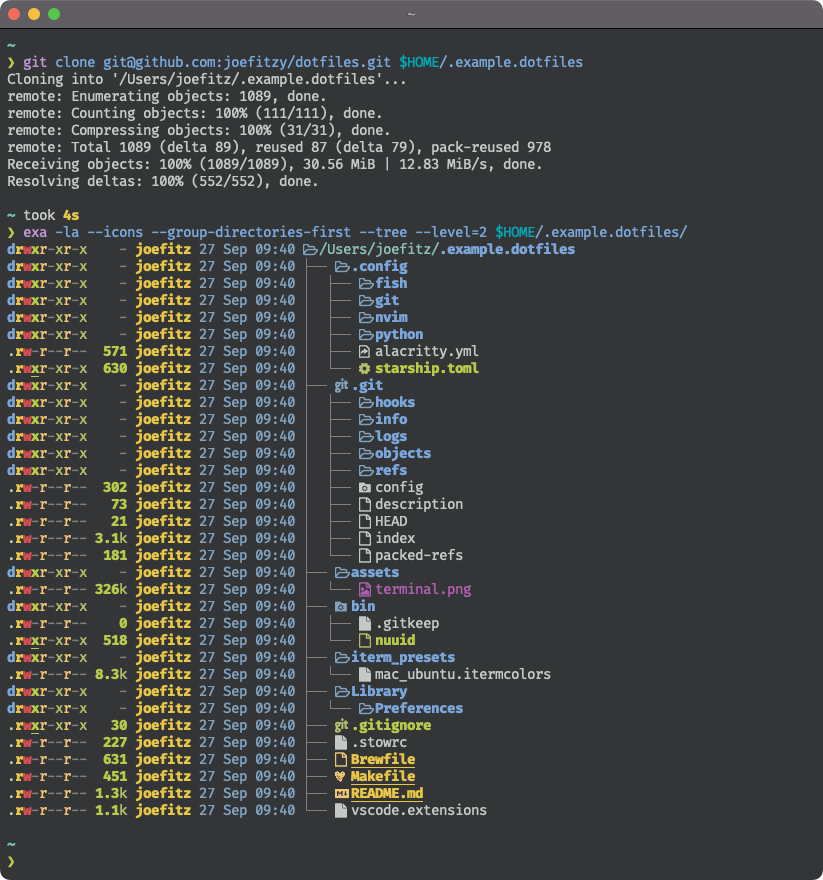 ~
~
❯ git clone git@github.com:joefitzy/dotfiles.git $HOME/.example.dotfiles
Cloning into '/Users/joefitz/.example.dotfiles'...
remote: Enumerating objects: 1089, done.
remote: Counting objects: 100% (111/111), done.
remote: Compressing objects: 100% (31/31), done.
remote: Total 1089 (delta 89), reused 87 (delta 79), pack-reused 978
Receiving objects: 100% (1089/1089), 30.56 MiB | 12.83 MiB/s, done.
Resolving deltas: 100% (552/552), done.
~ took 4s
❯ exa -la --icons --group-directories-first --tree --level=2 $HOME/.example.dotfiles/
drwxr-xr-x    - joefitz 27 Sep 09:40 /Users/joefitz/.example.dotfiles
drwxr-xr-x    - joefitz 27 Sep 09:40 ├── .config
drwxr-xr-x    - joefitz 27 Sep 09:40 │  ├── fish
drwxr-xr-x    - joefitz 27 Sep 09:40 │  ├── git
drwxr-xr-x    - joefitz 27 Sep 09:40 │  ├── nvim
drwxr-xr-x    - joefitz 27 Sep 09:40 │  ├── python
.rw-r--r--  571 joefitz 27 Sep 09:40 │  ├── alacritty.yml
.rwxr-xr-x  630 joefitz 27 Sep 09:40 │  └── starship.toml
drwxr-xr-x    - joefitz 27 Sep 09:40 ├── git .git
drwxr-xr-x    - joefitz 27 Sep 09:40 │  ├── hooks
drwxr-xr-x    - joefitz 27 Sep 09:40 │  ├── info
drwxr-xr-x    - joefitz 27 Sep 09:40 │  ├── logs
drwxr-xr-x    - joefitz 27 Sep 09:40 │  ├── objects
drwxr-xr-x    - joefitz 27 Sep 09:40 │  ├── refs
.rw-r--r--  302 joefitz 27 Sep 09:40 │  ├── config
.rw-r--r--   73 joefitz 27 Sep 09:40 │  ├── description
.rw-r--r--   21 joefitz 27 Sep 09:40 │  ├── HEAD
.rw-r--r-- 3.1k joefitz 27 Sep 09:40 │  ├── index
.rw-r--r--  181 joefitz 27 Sep 09:40 │  └── packed-refs
drwxr-xr-x    - joefitz 27 Sep 09:40 ├── assets
.rw-r--r-- 326k joefitz 27 Sep 09:40 │  └── terminal.png
drwxr-xr-x    - joefitz 27 Sep 09:40 ├── bin
.rw-r--r--    0 joefitz 27 Sep 09:40 │  ├── .gitkeep
.rwxr-xr-x  518 joefitz 27 Sep 09:40 │  └── nuuid
drwxr-xr-x    - joefitz 27 Sep 09:40 ├── iterm_presets
.rw-r--r-- 8.3k joefitz 27 Sep 09:40 │  └── mac_ubuntu.itermcolors
drwxr-xr-x    - joefitz 27 Sep 09:40 ├── Library
drwxr-xr-x    - joefitz 27 Sep 09:40 │  └── Preferences
.rwxr-xr-x   30 joefitz 27 Sep 09:40 ├── git .gitignore
.rw-r--r--  227 joefitz 27 Sep 09:40 ├── .stowrc
.rw-r--r--  631 joefitz 27 Sep 09:40 ├── Brewfile
.rw-r--r--  451 joefitz 27 Sep 09:40 ├── Makefile
.rw-r--r-- 1.3k joefitz 27 Sep 09:40 ├── README.md
.rw-r--r-- 1.1k joefitz 27 Sep 09:40 └── vscode.extensions
~
❯